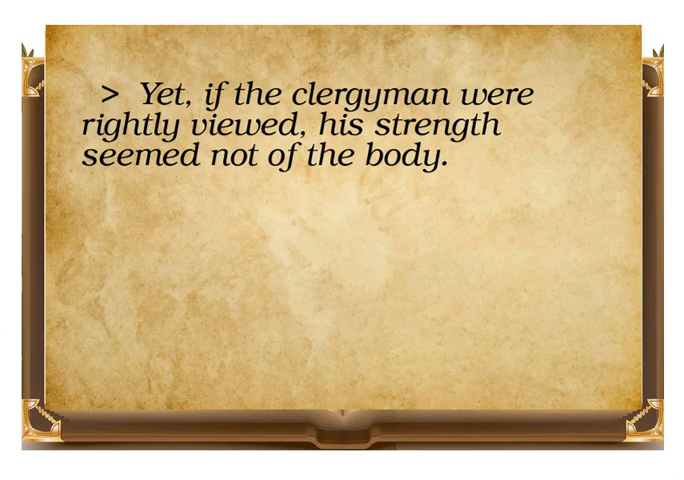 > Yet, if the clergyman were
rightly viewed, his strength
seemed not of the body.